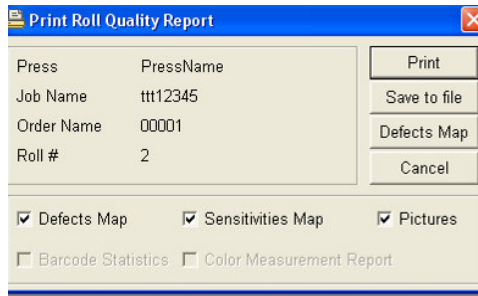 Print Roll Quality Report
Press PressName
Print
Job Name ttt12345
Save to file
Order Name 00001
Defects Map
Roll # 2
Cancel
Defects Map Sensitivities Map Pictures
Barcode Statistics Color Measurement Report